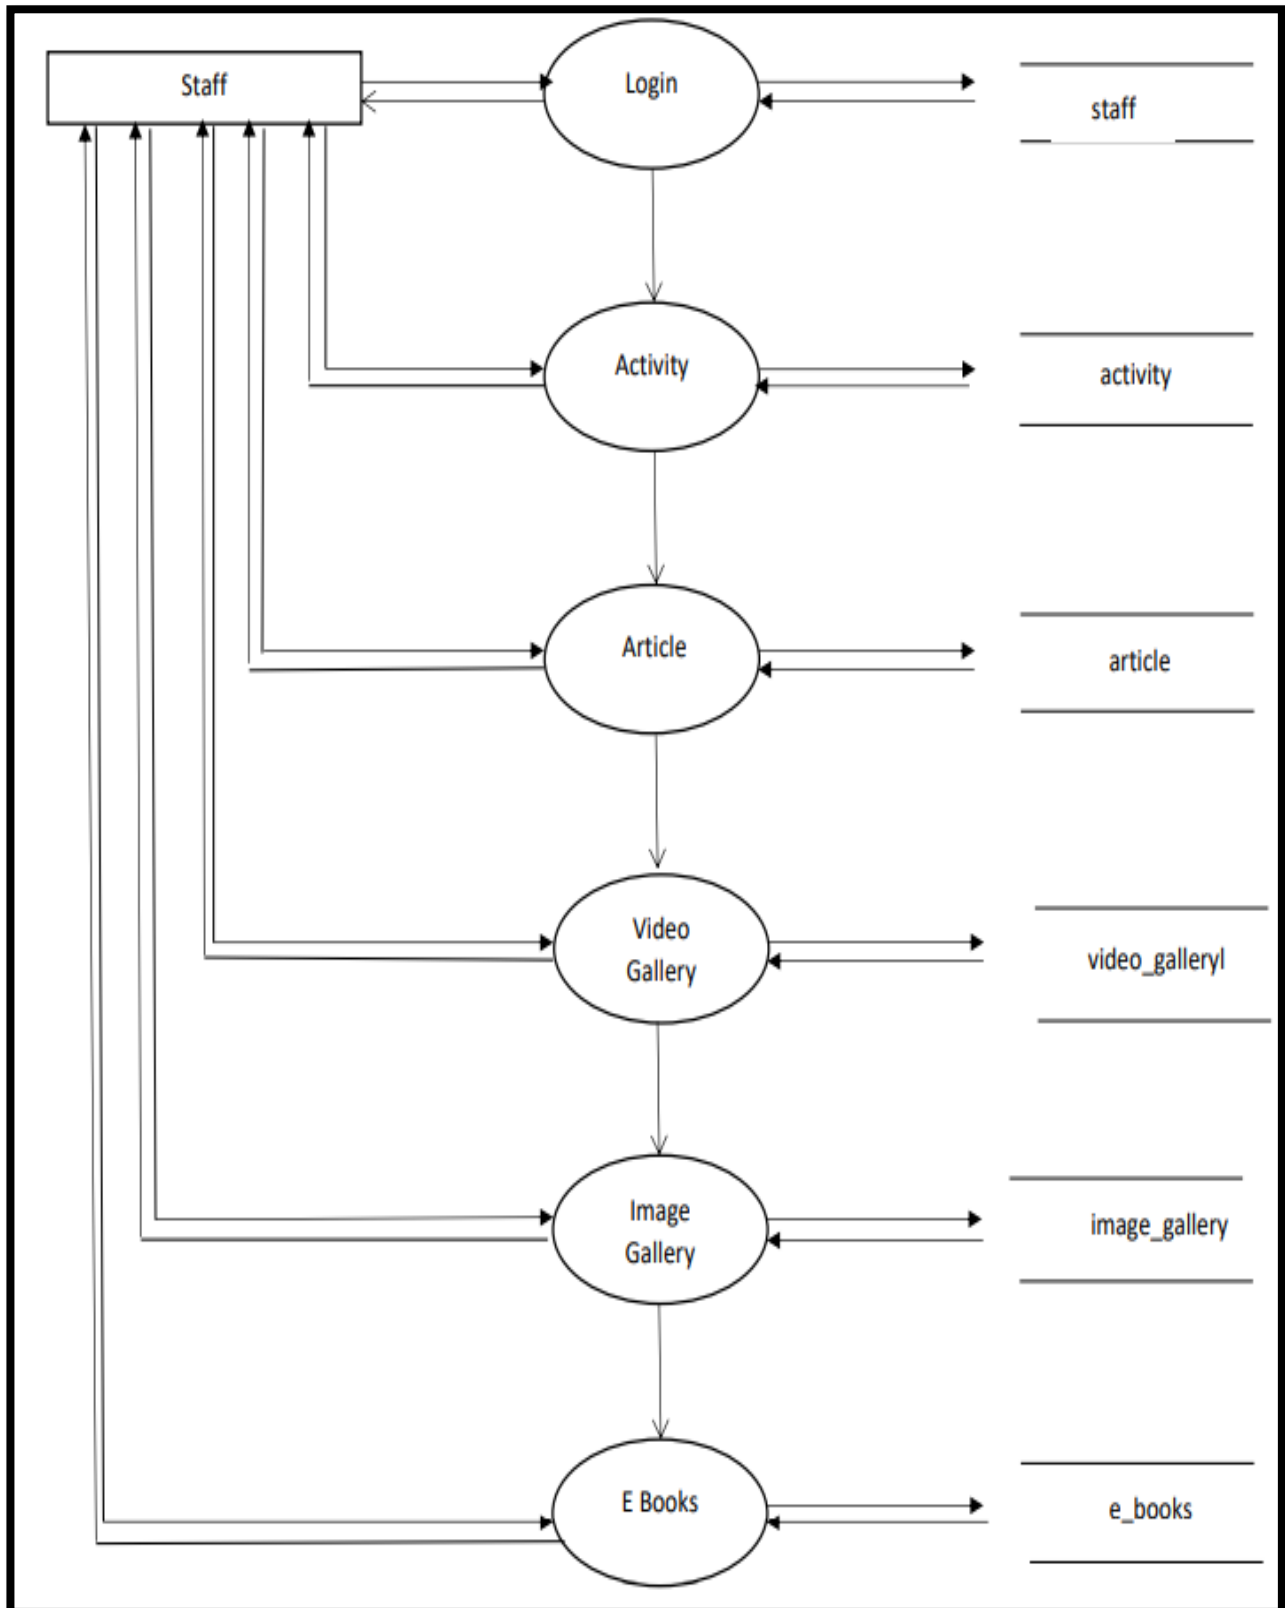 Staff
Login
staff
Activity
activity
Article
article
Video
Gallery
video_galleryl
Image
Gallery
image_gallery
E Books
e_books